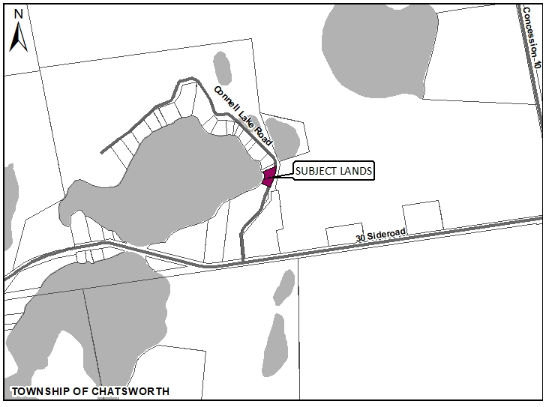 N
Concession 10
Connell Lake Road
SUBJECT LANDS
30 Sideroad
TOWNSHIP OF CHATSWORTH